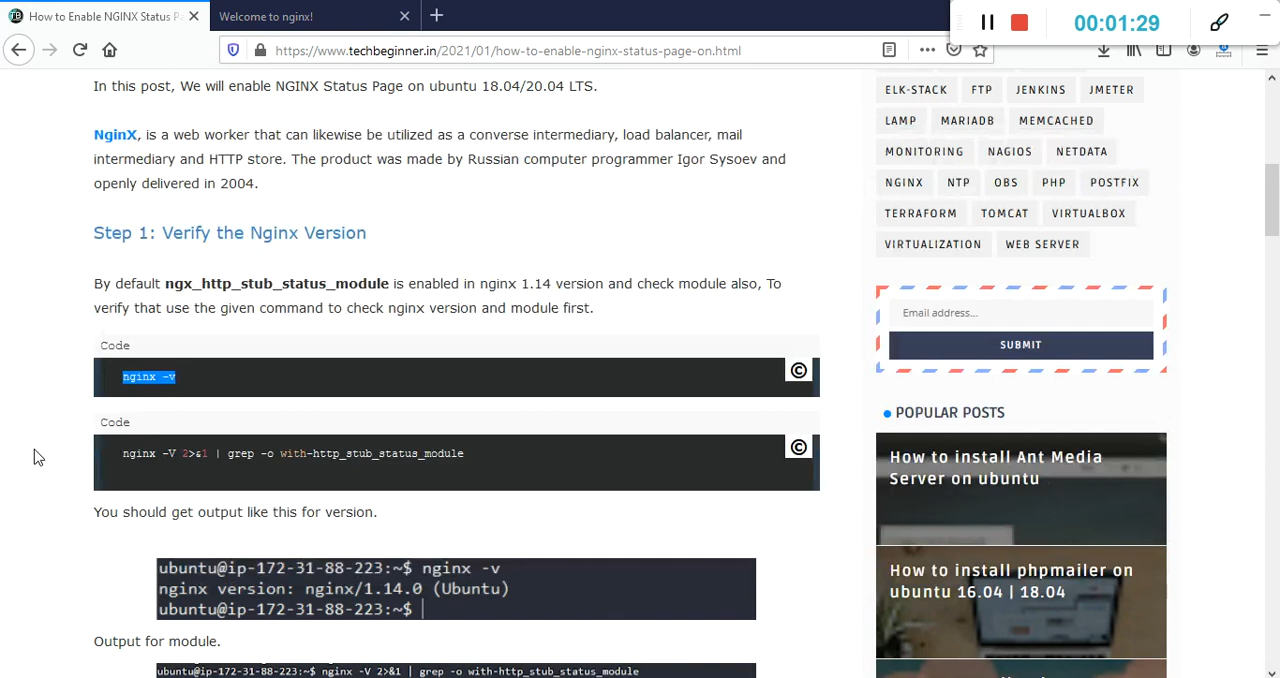 How to Enable NGINX Status Pa
Welcome to nginx!
00:01:29
https://www.techbeginner.in/2021/01/how-to-enable-nginx-status-page-on.html
In this post, We will enable NGINX Status Page on ubuntu 18.04/20.04 LTS.
NginX, is a web worker that can likewise be utilized as a converse intermediary, load balancer, mail
intermediary and HTTP store. The product was made by Russian computer programmer Igor Sysoev and
openly delivered in 2004.
Step 1: Verify the Nginx Version
By default ngx_http_stub_status_module is enabled in nginx 1.14 version and check module also, To
verify that use the given command to check nginx version and module first.
Code
nginx -v
©
Code
nginx -V 2>&1 | grep -o with-http_stub_status_module
©
You should get output like this for version.
ubuntu@ip-172-31-88-223:~$ nginx -v
nginx version: nginx/1.14.0 (Ubuntu)
ubuntu@ip-172-31-88-223:~$
Output for module.
ubuntu@ip-172-31-88-223:~$ nginx -V 2>&1 | grep -o with-http_stub_status_module
ELK-STACK FTP JENKINS JMETER
LAMP MARIADB MEMCACHED
MONITORING NAGIOS NETDATA
NGINX NTP OBS PHP POSTFIX
TERRAFORM TOMCAT VIRTUALBOX
VIRTUALIZATION WEB SERVER
Email address...
SUBMIT
POPULAR POSTS
How to install Ant Media
Server on ubuntu
How to install phpmailer on
ubuntu 16.04 | 18.04